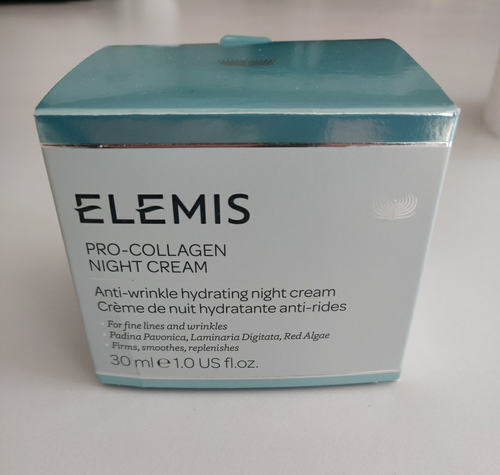 ELEMIS
PRO-COLLAGEN
NIGHT CREAM
Anti-wrinkle hydrating night cream
Crème de nuit hydratante anti-rides
· For fine lines and wrinkles
· Padina Pavonica, Laminaria Digitata, Red Algae
· Firms, smoothes, replenishes
30 ml ℮ 1.0 US fl.oz.